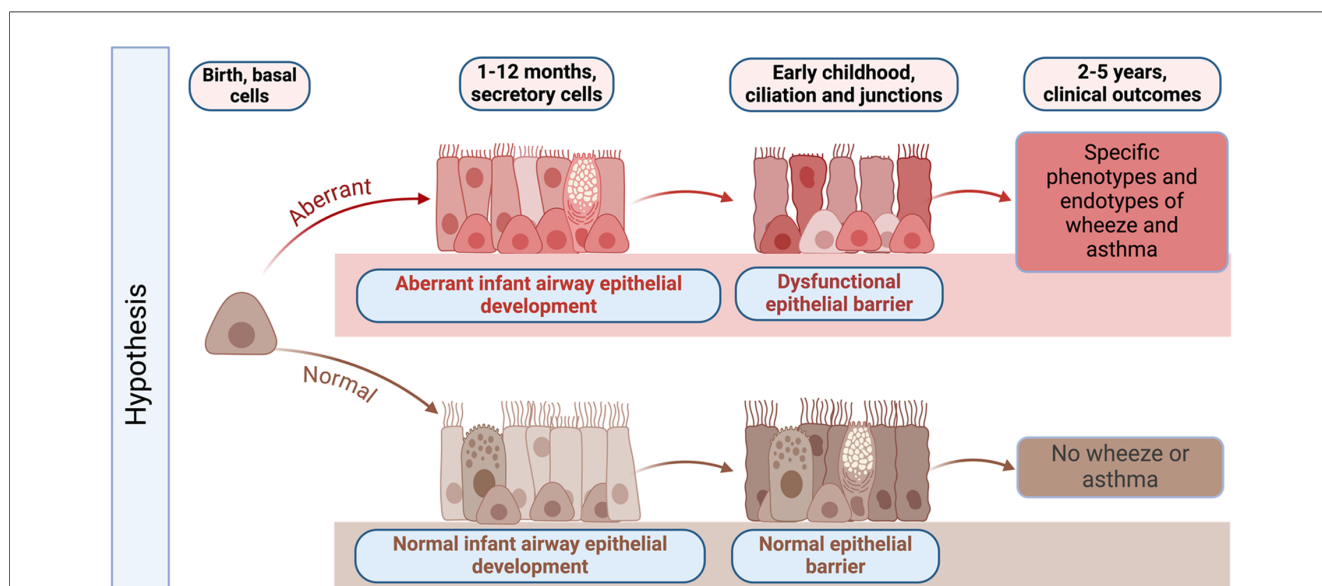 Hypothesis
Birth, basal
cells
1-12 months,
secretory cells
Early childhood,
ciliation and junctions
2-5 years,
clinical outcomes
Aberrant
Specific
phenotypes and
endotypes of
wheeze and
asthma
Aberrant infant airway epithelial
development
Dysfunctional
epithelial barrier
Normal
No wheeze or
asthma
Normal infant airway epithelial
development
Normal epithelial
barrier